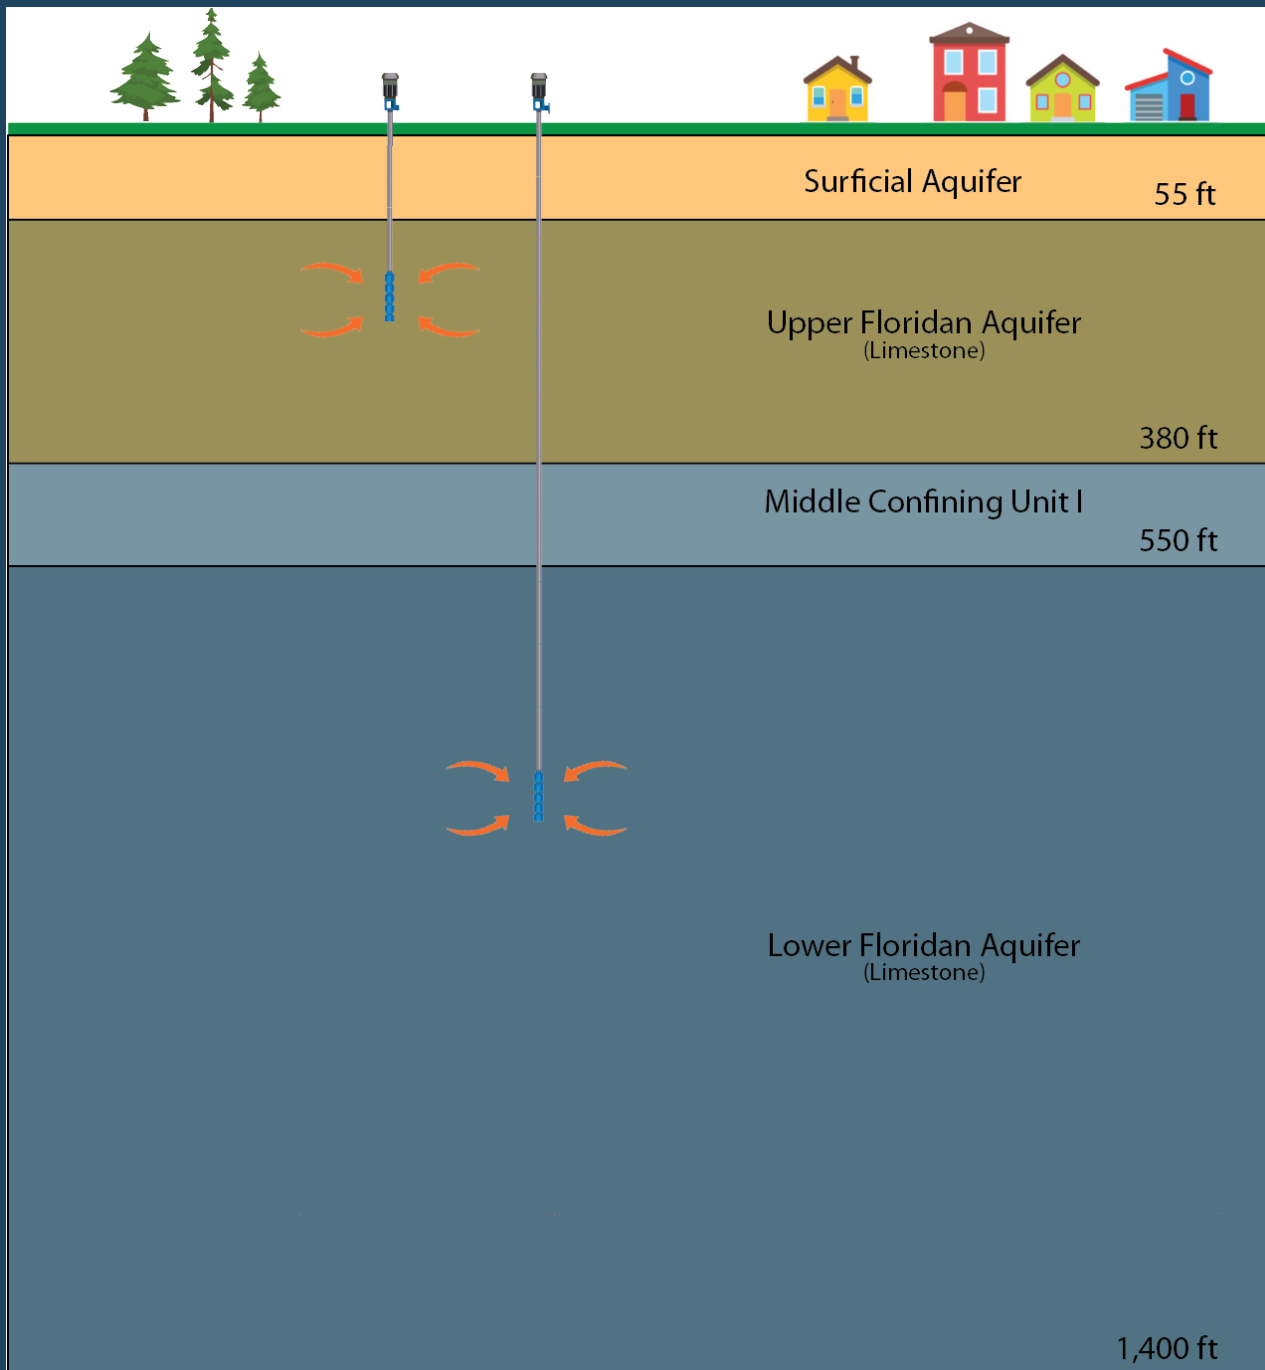 Surficial Aquifer
55 ft
Upper Floridan Aquifer
(Limestone)
380 ft
Middle Confining Unit I
550 ft
Lower Floridan Aquifer
(Limestone)
1,400 ft